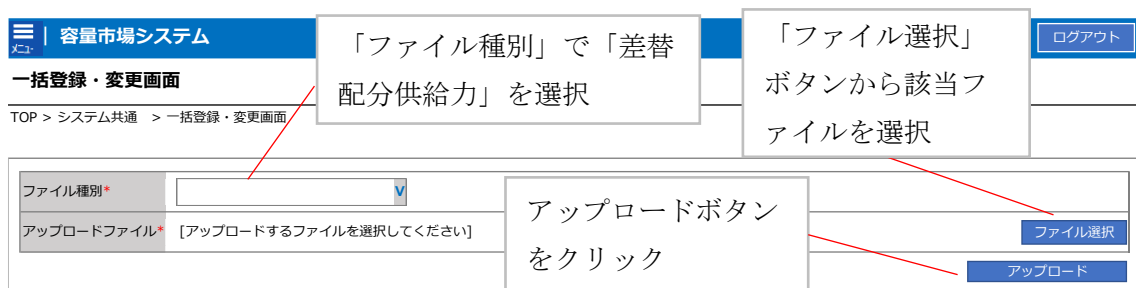 メニュー
容量市場システム
ログアウト
一括登録・変更画面
TOP > システム共通 > 一括登録・変更画面
「ファイル種別」で「差替
配分供給力」を選択
「ファイル選択」
ボタンから該当フ
ァイルを選択
ファイル種別*
V
アップロードファイル*
[アップロードするファイルを選択してください]
ファイル選択
アップロードボタン
をクリック
アップロード